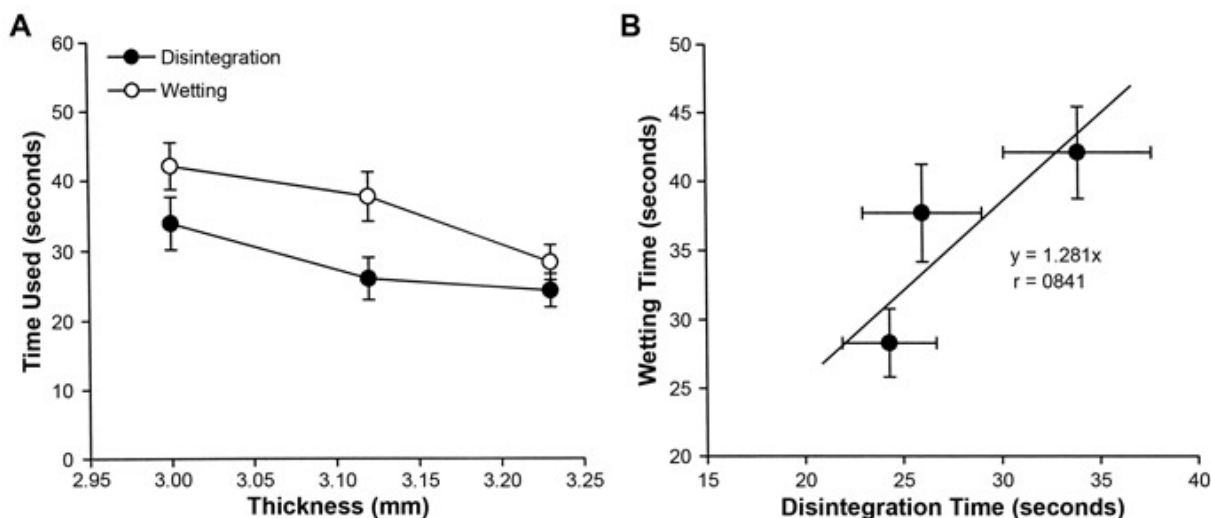 A
60
50
40
30
20
10
0
Time Used (seconds)
Disintegration
Wetting
2.95 3.00 3.05 3.10 3.15 3.20 3.25
Thickness (mm)
B
50
45
40
35
30
25
20
Wetting Time (seconds)
y = 1.281x
r = 0841
15 20 25 30 35 40
Disintegration Time (seconds)